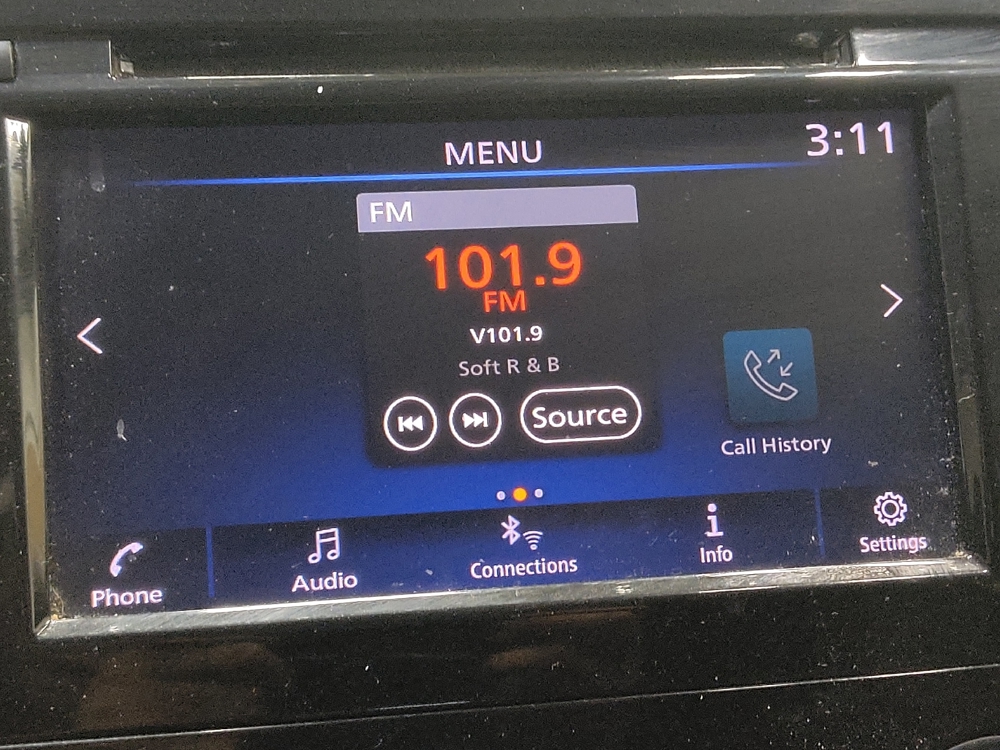 MENU
3:11
FM
101.9
FM
V101.9
Soft R & B
Source
Call History
Phone
Audio
Connections
Info
Settings